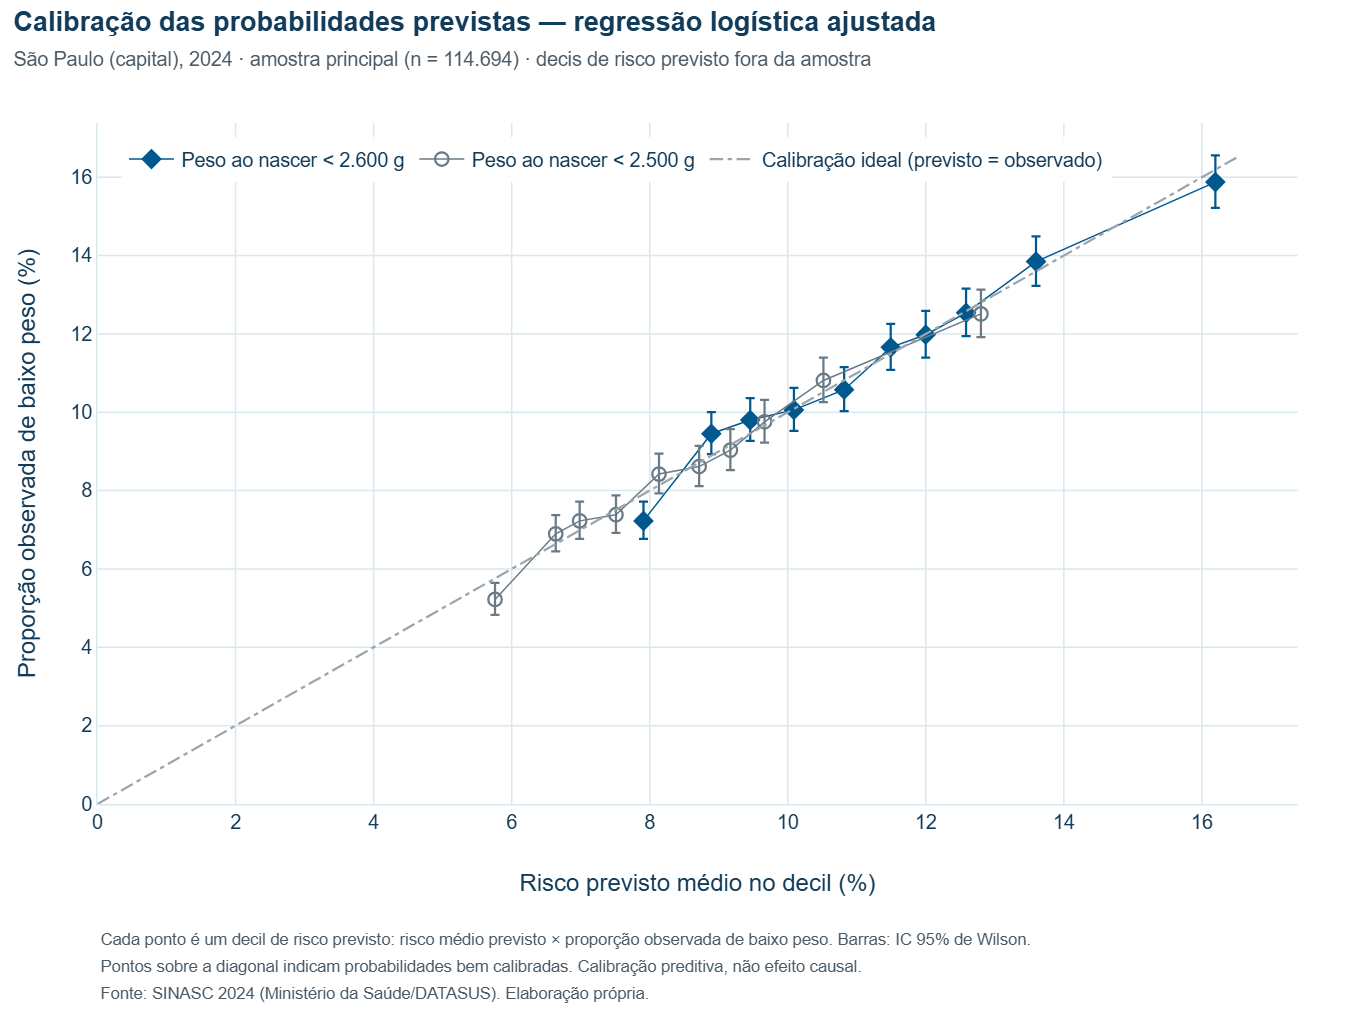 Calibração das probabilidades previstas — regressão logística ajustada
São Paulo (capital), 2024 · amostra principal (n = 114.694) · decis de risco previsto fora da amostra
Peso ao nascer < 2.600 g
Peso ao nascer < 2.500 g
Calibração ideal (previsto = observado)
Proporção observada de baixo peso (%)
16
14
12
10
8
6
4
2
0
0 2 4 6 8 10 12 14 16
Risco previsto médio no decil (%)
Cada ponto é um decil de risco previsto: risco médio previsto × proporção observada de baixo peso. Barras: IC 95% de Wilson.
Pontos sobre a diagonal indicam probabilidades bem calibradas. Calibração preditiva, não efeito causal.
Fonte: SINASC 2024 (Ministério da Saúde/DATASUS). Elaboração própria.